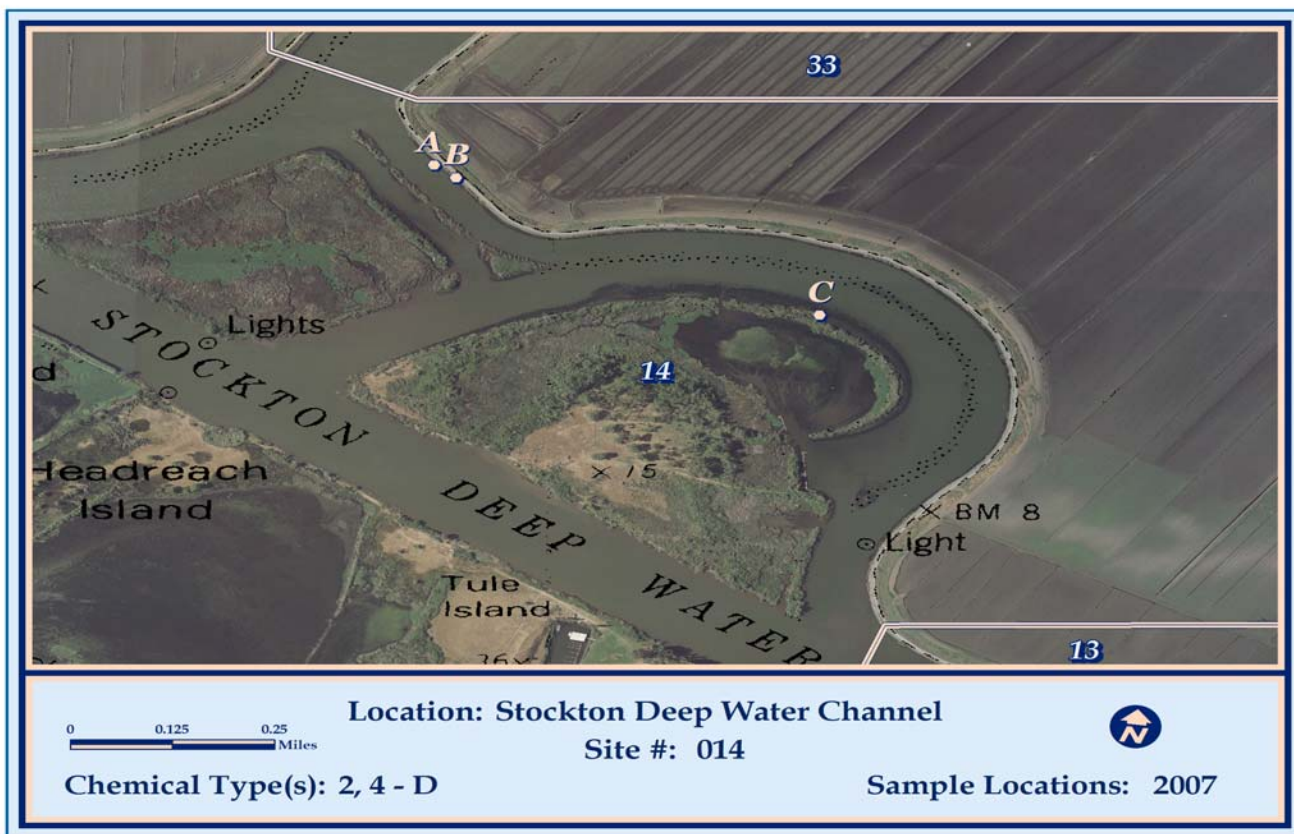 33
A
B
C
Lights
14
STOCKTON DEEP WATER
Headreach
Island
15
BM 8
Light
Tule
Island
13
Location: Stockton Deep Water Channel
0 0.125 0.25
Miles
Site #: 014
N
Chemical Type(s): 2, 4 - D
Sample Locations: 2007